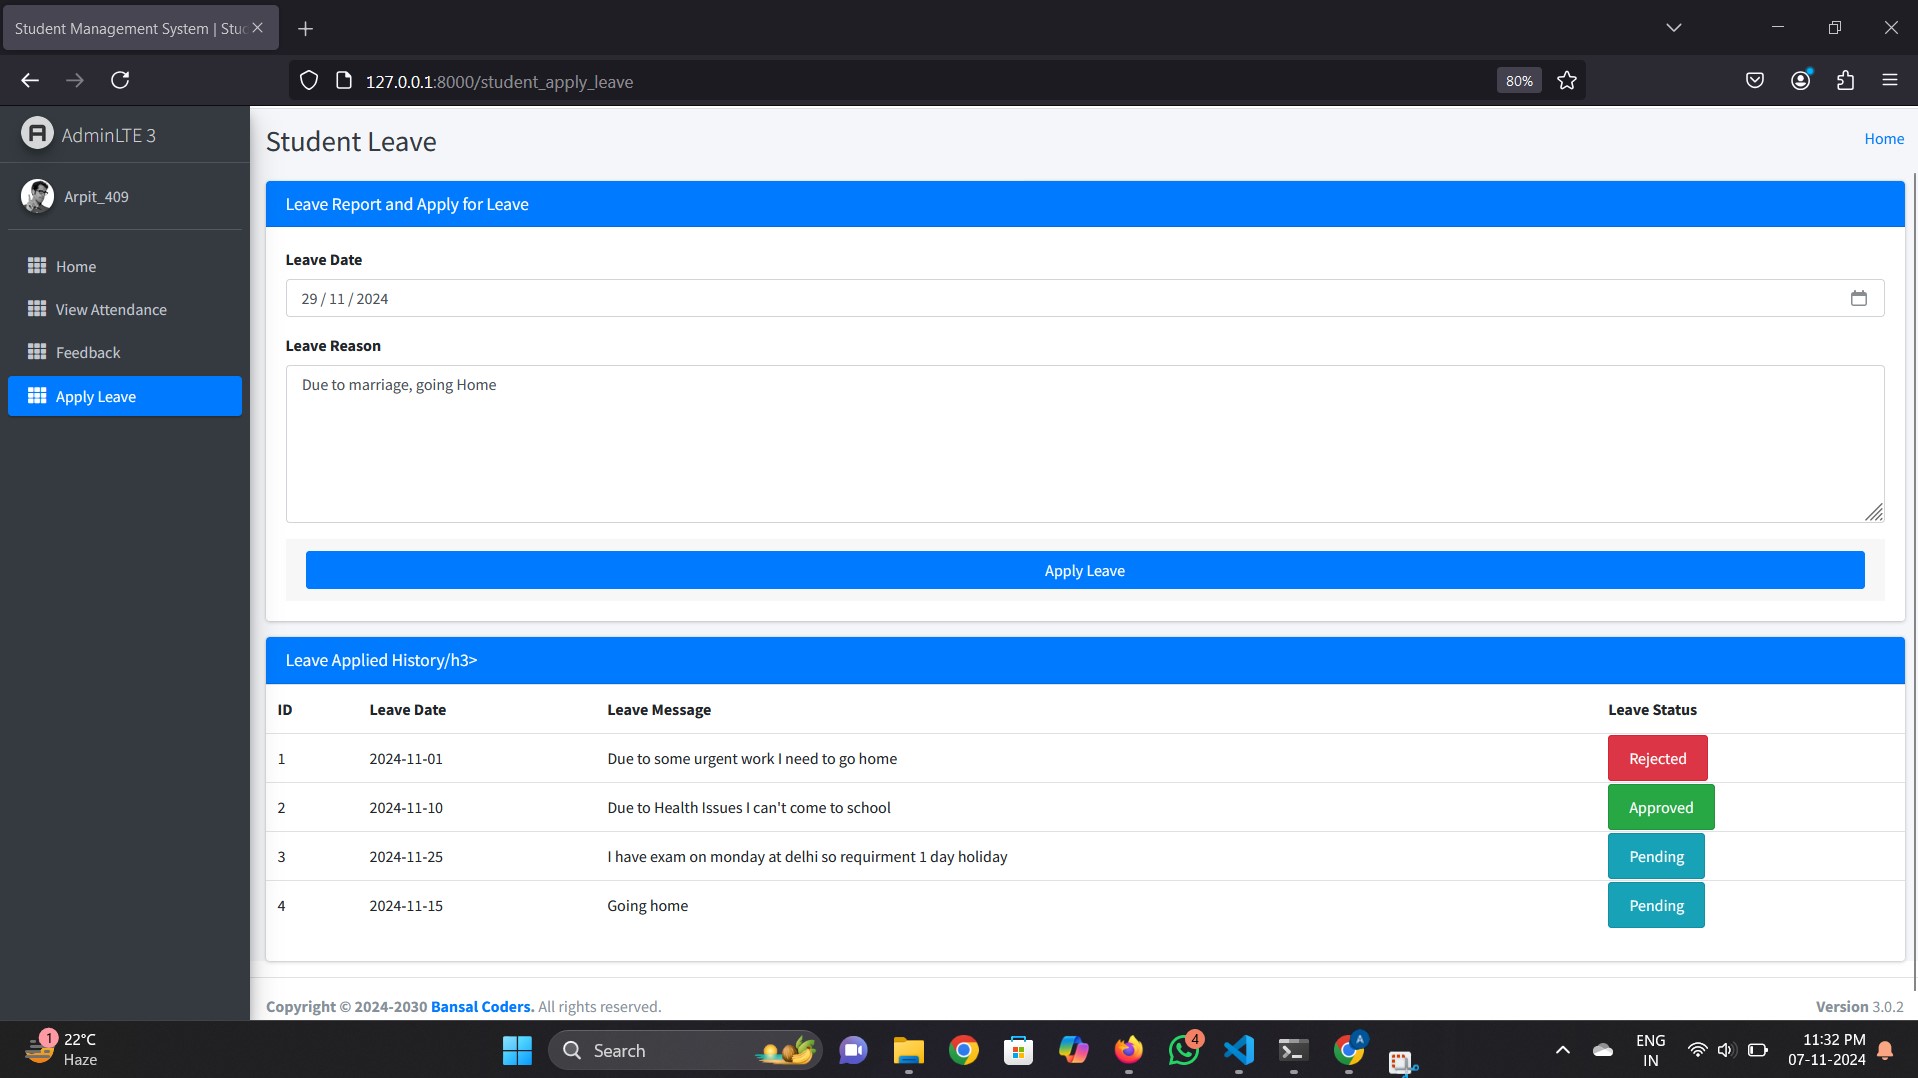 Student Management System | Stu
127.0.0.1:8000/student_apply_leave
80%
AdminLTE 3
Arpit_409
Home
View Attendance
Feedback
Apply Leave
Student Leave
Home
Leave Report and Apply for Leave
Leave Date
29 / 11 / 2024
Leave Reason
Due to marriage, going Home
Apply Leave
Leave Applied History/h3>
ID Leave Date Leave Message Leave Status
1 2024-11-01 Due to some urgent work I need to go home Rejected
2 2024-11-10 Due to Health Issues I can't come to school Approved
3 2024-11-25 I have exam on monday at delhi so requirment 1 day holiday Pending
4 2024-11-15 Going home Pending
Copyright © 2024-2030 Bansal Coders. All rights reserved.
Version 3.0.2
1
22°C
Haze
Search
4
A
ENG
IN
11:32 PM
07-11-2024